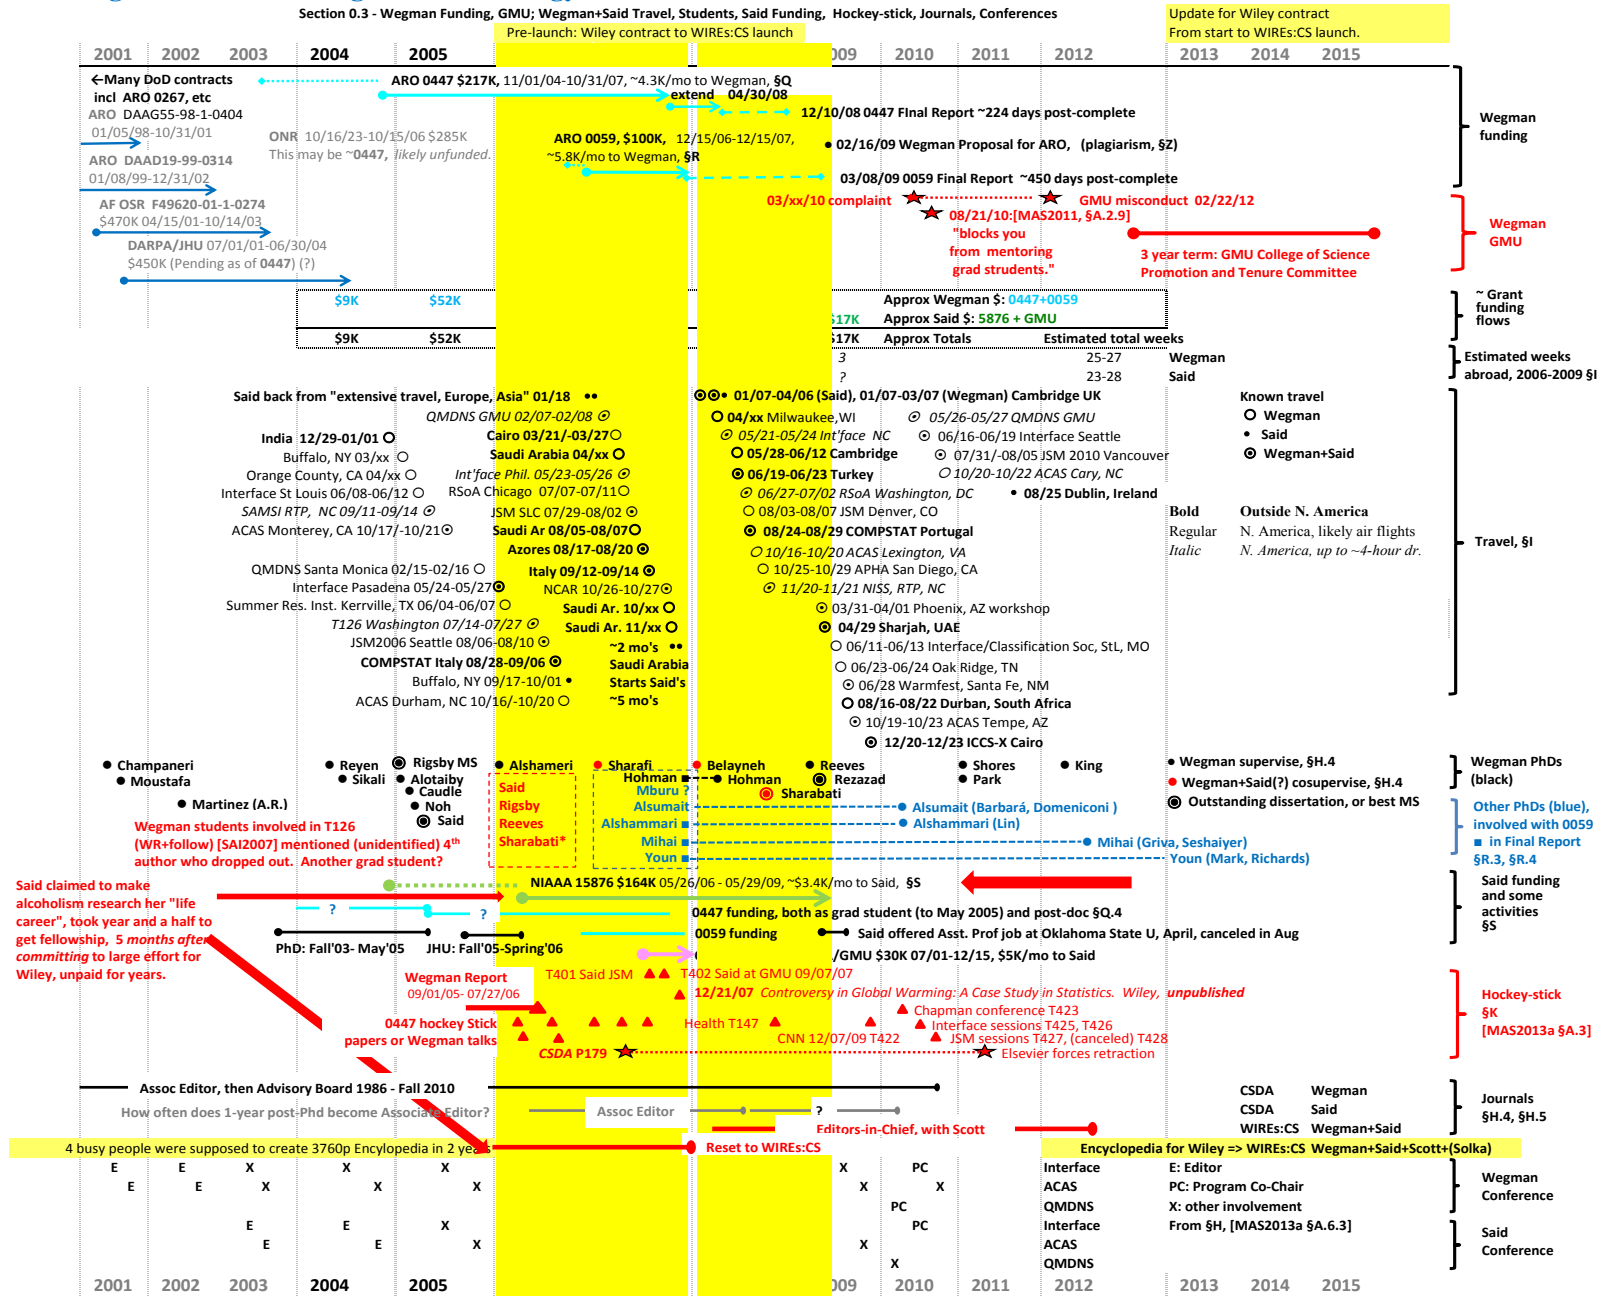 Section 0.3 - Wegman Funding, GMU; Wegman+Said Travel, Students, Said Funding, Hockey-stick, Journals, Conferences
Update for Wiley contract
From start to WIREs:CS launch.
Pre-launch: Wiley contract to WIREs:CS launch
2001 2002 2003 2004 2005 009 2010 2011 2012 2013 2014 2015
←Many DoD contracts
incl ARO 0267, etc
ARO DAAG55-98-1-0404
01/05/98-10/31/01
ARO DAAD19-99-0314
01/08/99-12/31/02
AF OSR F49620-01-1-0274
$470K 04/15/01-10/14/03
DARPA/JHU 07/01/01-06/30/04
$450K (Pending as of 0447) (?)
ARO 0447 $217K, 11/01/04-10/31/07, ~4.3K/mo to Wegman, §Q
extend 04/30/08
12/10/08 0447 FInal Report ~224 days post-complete
ONR 10/16/23-10/15/06 $285K
This may be ~0447, likely unfunded.
ARO 0059, $100K, 12/15/06-12/15/07,
~5.8K/mo to Wegman, §R
02/16/09 Wegman Proposal for ARO, (plagiarism, §Z)
03/08/09 0059 Final Report ~450 days post-complete
Wegman
funding
03/xx/10 complaint
GMU misconduct 02/22/12
08/21/10:[MAS2011, §A.2.9]
"blocks you
from mentoring
grad strudents."
3 year term: GMU College of Science
Promotion and Tenure Committee
Wegman
GMU
$9K $52K Approx Wegman $: 0447+0059
$17K Approx Said $: 5876 + GMU
$9K $52K $17K Approx Totals Estimated total weeks
~ Grant
funding
flows
3 25-27 Wegman
? 23-28 Said
Estimated weeks
abroad, 2006-2009 §I
Said back from "extensive travel, Europe, Asia" 01/18
QMDNS GMU 02/07-02/08
India 12/29-01/01
Cairo 03/21/-03/27
Buffalo, NY 03/xx
Saudi Arabia 04/xx
Orange County, CA 04/xx
Int'face Phil. 05/23-05/26
Interface St Louis 06/08-06/12
RSoA Chicago 07/07-07/11
SAMSI RTP, NC 09/11-09/14
JSM SLC 07/29-08/02
ACAS Monterey, CA 10/17/-10/21
Saudi Ar 08/05-08/07
Azores 08/17-08/20
QMDNS Santa Monica 02/15-02/16
Italy 09/12-09/14
Interface Pasadena 05/24-05/27
NCAR 10/26-10/27
Summer Res. Inst. Kerrville, TX 06/04-06/07
Saudi Ar. 10/xx
T126 Washington 07/14-07/27
Saudi Ar. 11/xx
JSM2006 Seattle 08/06-08/10
~2 mo's
COMPSTAT Italy 08/28-09/06
Saudi Arabia
Buffalo, NY 09/17-10/01
Starts Said's
ACAS Durham, NC 10/16/-10/20
~5 mo's
01/07-04/06 (Said), 01/07-03/07 (Wegman) Cambridge UK
04/xx Milwaukee,WI
05/21-05/24 Int'face NC
05/28-06/12 Cambridge
06/19-06/23 Turkey
06/27-07/02 RSoA Washington, DC
08/03-08/07 JSM Denver, CO
08/24-08/29 COMPSTAT Portugal
10/16-10/20 ACAS Lexington, VA
10/25-10/29 APHA San Diego, CA
11/20-11/21 NISS, RTP, NC
03/31-04/01 Phoenix, AZ workshop
04/29 Sharjah, UAE
06/11-06/13 Interface/Classification Soc, StL, MO
06/23-06/24 Oak Ridge, TN
06/28 Warmfest, Santa Fe, NM
08/16-08/22 Durban, South Africa
10/19-10/23 ACAS Tempe, AZ
12/20-12/23 ICCS-X Cairo
05/26-05/27 QMDNS GMU
06/16-06/19 Interface Seattle
07/31/-08/05 JSM 2010 Vancouver
10/20-10/22 ACAS Cary, NC
08/25 Dublin, Ireland
Known travel
Wegman
Said
Wegman+Said
Bold Outside N. America
Regular N. America, likely air flights
Italic N. America, up to ~4-hour dr.
Travel, §I
Champaneri
Moustafa
Martinez (A.R.)
Reyen
Sikali
Rigsby MS
Alotaiby
Caudle
Noh
Said
Alshameri
Sharafi
Belayneh
Hohman
Hohman
Reeves
Rezazad
Sharabati
Shores
Park
King
Said
Rigsby
Reeves
Sharabati*
Mburu ?
Alsumait
Alshammari
Mihai
Youn
Alsumait (Barbará, Domeniconi )
Alshammari (Lin)
Mihai (Griva, Seshaiyer)
Youn (Mark, Richards)
Wegman supervise, §H.4
Wegman+Said(?) cosupervise, §H.4
Outstanding dissertation, or best MS
Wegman PhDs
(black)
Other PhDs (blue),
involved with 0059
■ in Final Report
§R.3, §R.4
Wegman students involved in T126
(WR+follow) [SAI2007] mentioned (unidentified) 4th
author who dropped out. Another grad student?
Said claimed to make
alcoholism research her "life
career", took year and a half to
get fellowship, 5 months after
committing to large effort for
Wiley, unpaid for years.
NIAAA 15876 $164K 05/26/06 - 05/29/09, ~$3.4K/mo to Said, §S
? ?
0447 funding, both as grad student (to May 2005) and post-doc §Q.4
0059 funding
Said offered Asst. Prof job at Oklahoma State U, April, canceled in Aug
PhD: Fall'03- May'05
JHU: Fall'05-Spring'06
/GMU $30K 07/01-12/15, $5K/mo to Said
Said funding
and some
activities
§S
Wegman Report
09/01/05- 07/27/06
T401 Said JSM
T402 Said at GMU 09/07/07
12/21/07 Controversy in Global Warming: A Case Study in Statistics. Wiley, unpublished
Chapman conference T423
0447 hockey Stick
papers or Wegman talks
Health T147
Interface sessions T425, T426
CNN 12/07/09 T422
JSM sessions T427, (canceled) T428
CSDA P179
Elsevier forces retraction
Hockey-stick
§K
[MAS2013a §A.3]
Assoc Editor, then Advisory Board 1986 - Fall 2010
How often does 1-year post-Phd become Associate Editor?
Assoc Editor
?
Editors-in-Chief, with Scott
CSDA Wegman
CSDA Said
WIREs:CS Wegman+Said
Journals
§H.4, §H.5
4 busy people were supposed to create 3760p Encylopedia in 2 years
Reset to WIREs:CS
Encyclopedia for Wiley => WIREs:CS Wegman+Said+Scott+(Solka)
E E X X X X PC Interface E: Editor
E E X X X X X ACAS PC: Program Co-Chair
PC QMDNS X: other involvement
E E X PC Interface From §H, [MAS2013a §A.6.3]
E E X X ACAS
X QMDNS
Wegman
Conference
Said
Conference
2001 2002 2003 2004 2005 009 2010 2011 2012 2013 2014 2015